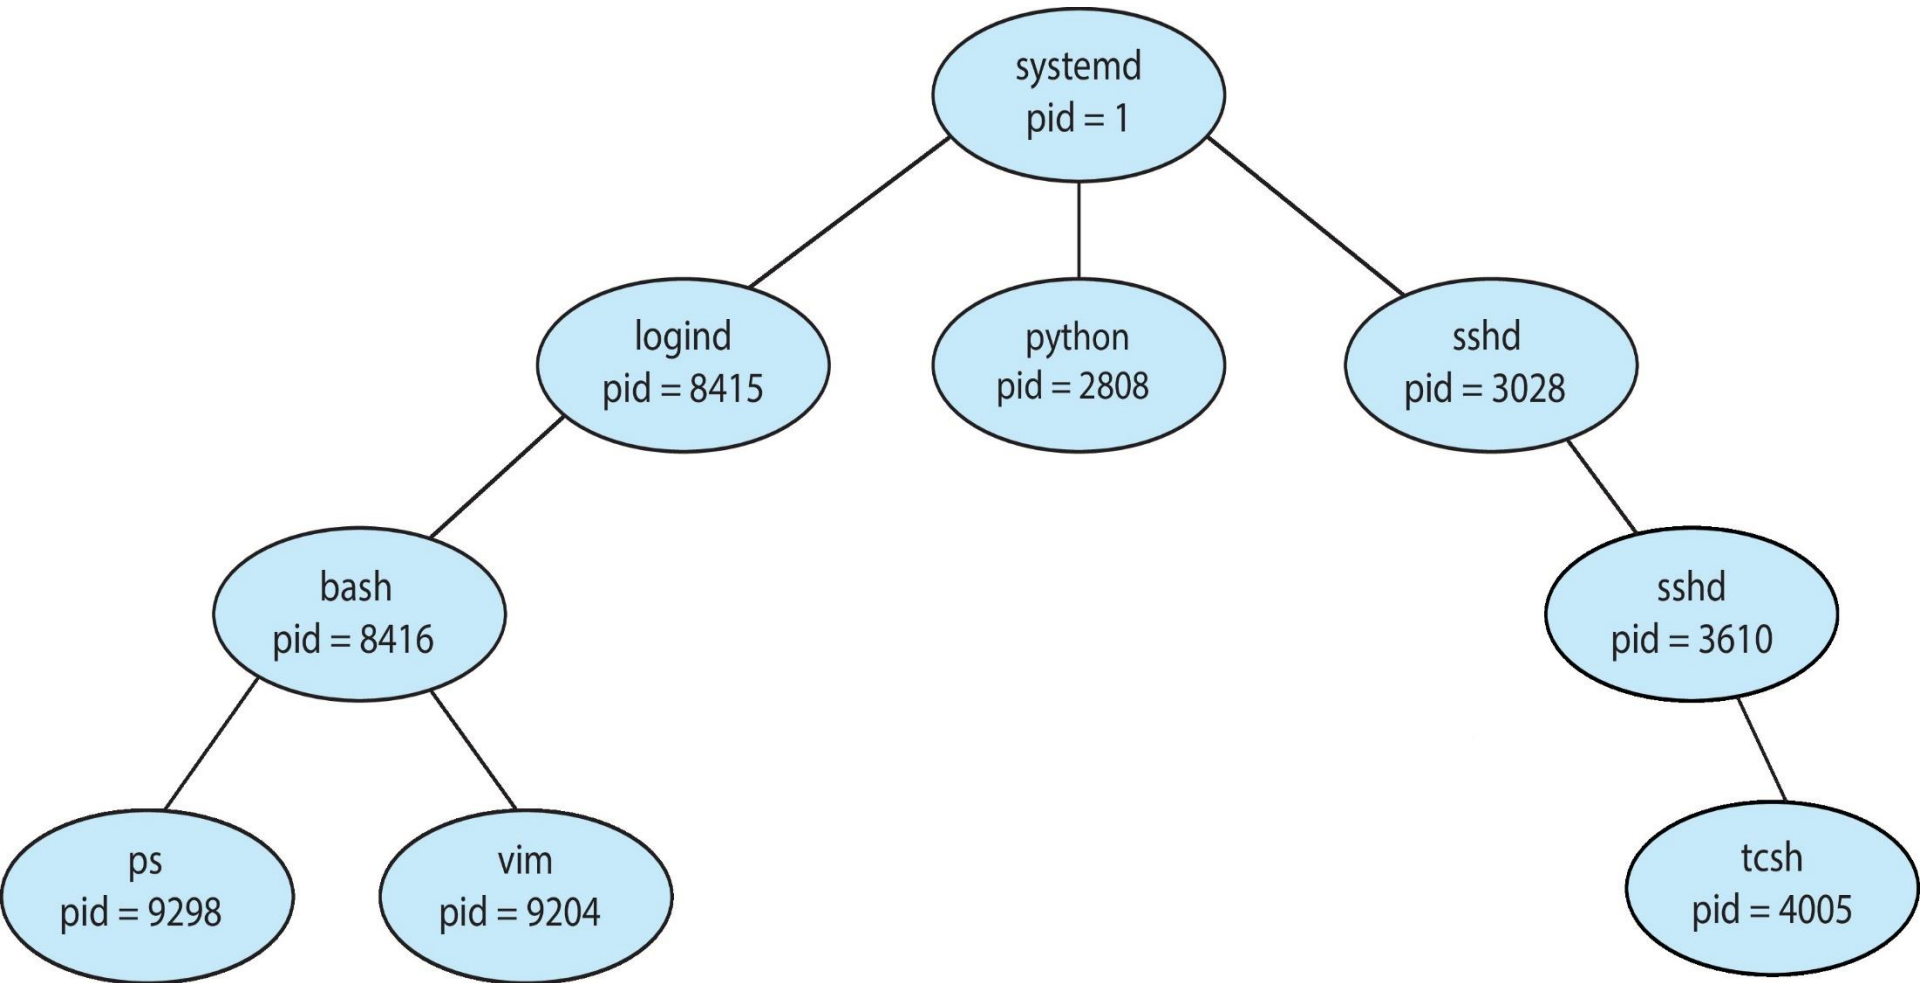 systemd
pid = 1
logind
pid = 8415
python
pid = 2808
sshd
pid = 3028
bash
pid = 8416
sshd
pid = 3610
ps
pid = 9298
vim
pid = 9204
tcsh
pid = 4005